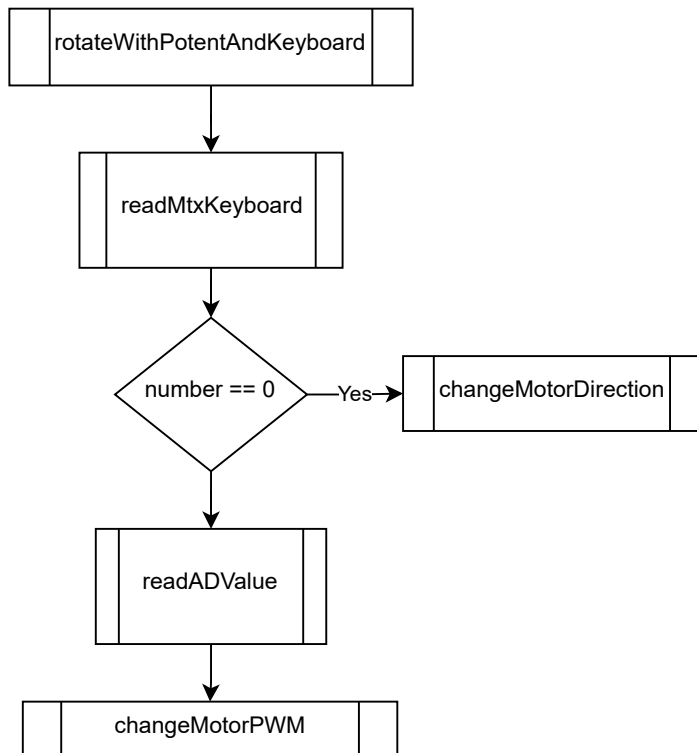 rotateWithPotentAndKeyboard
readMtxKeyboard
number == 0
Yes
changeMotorDirection
readADValue
changeMotorPWM